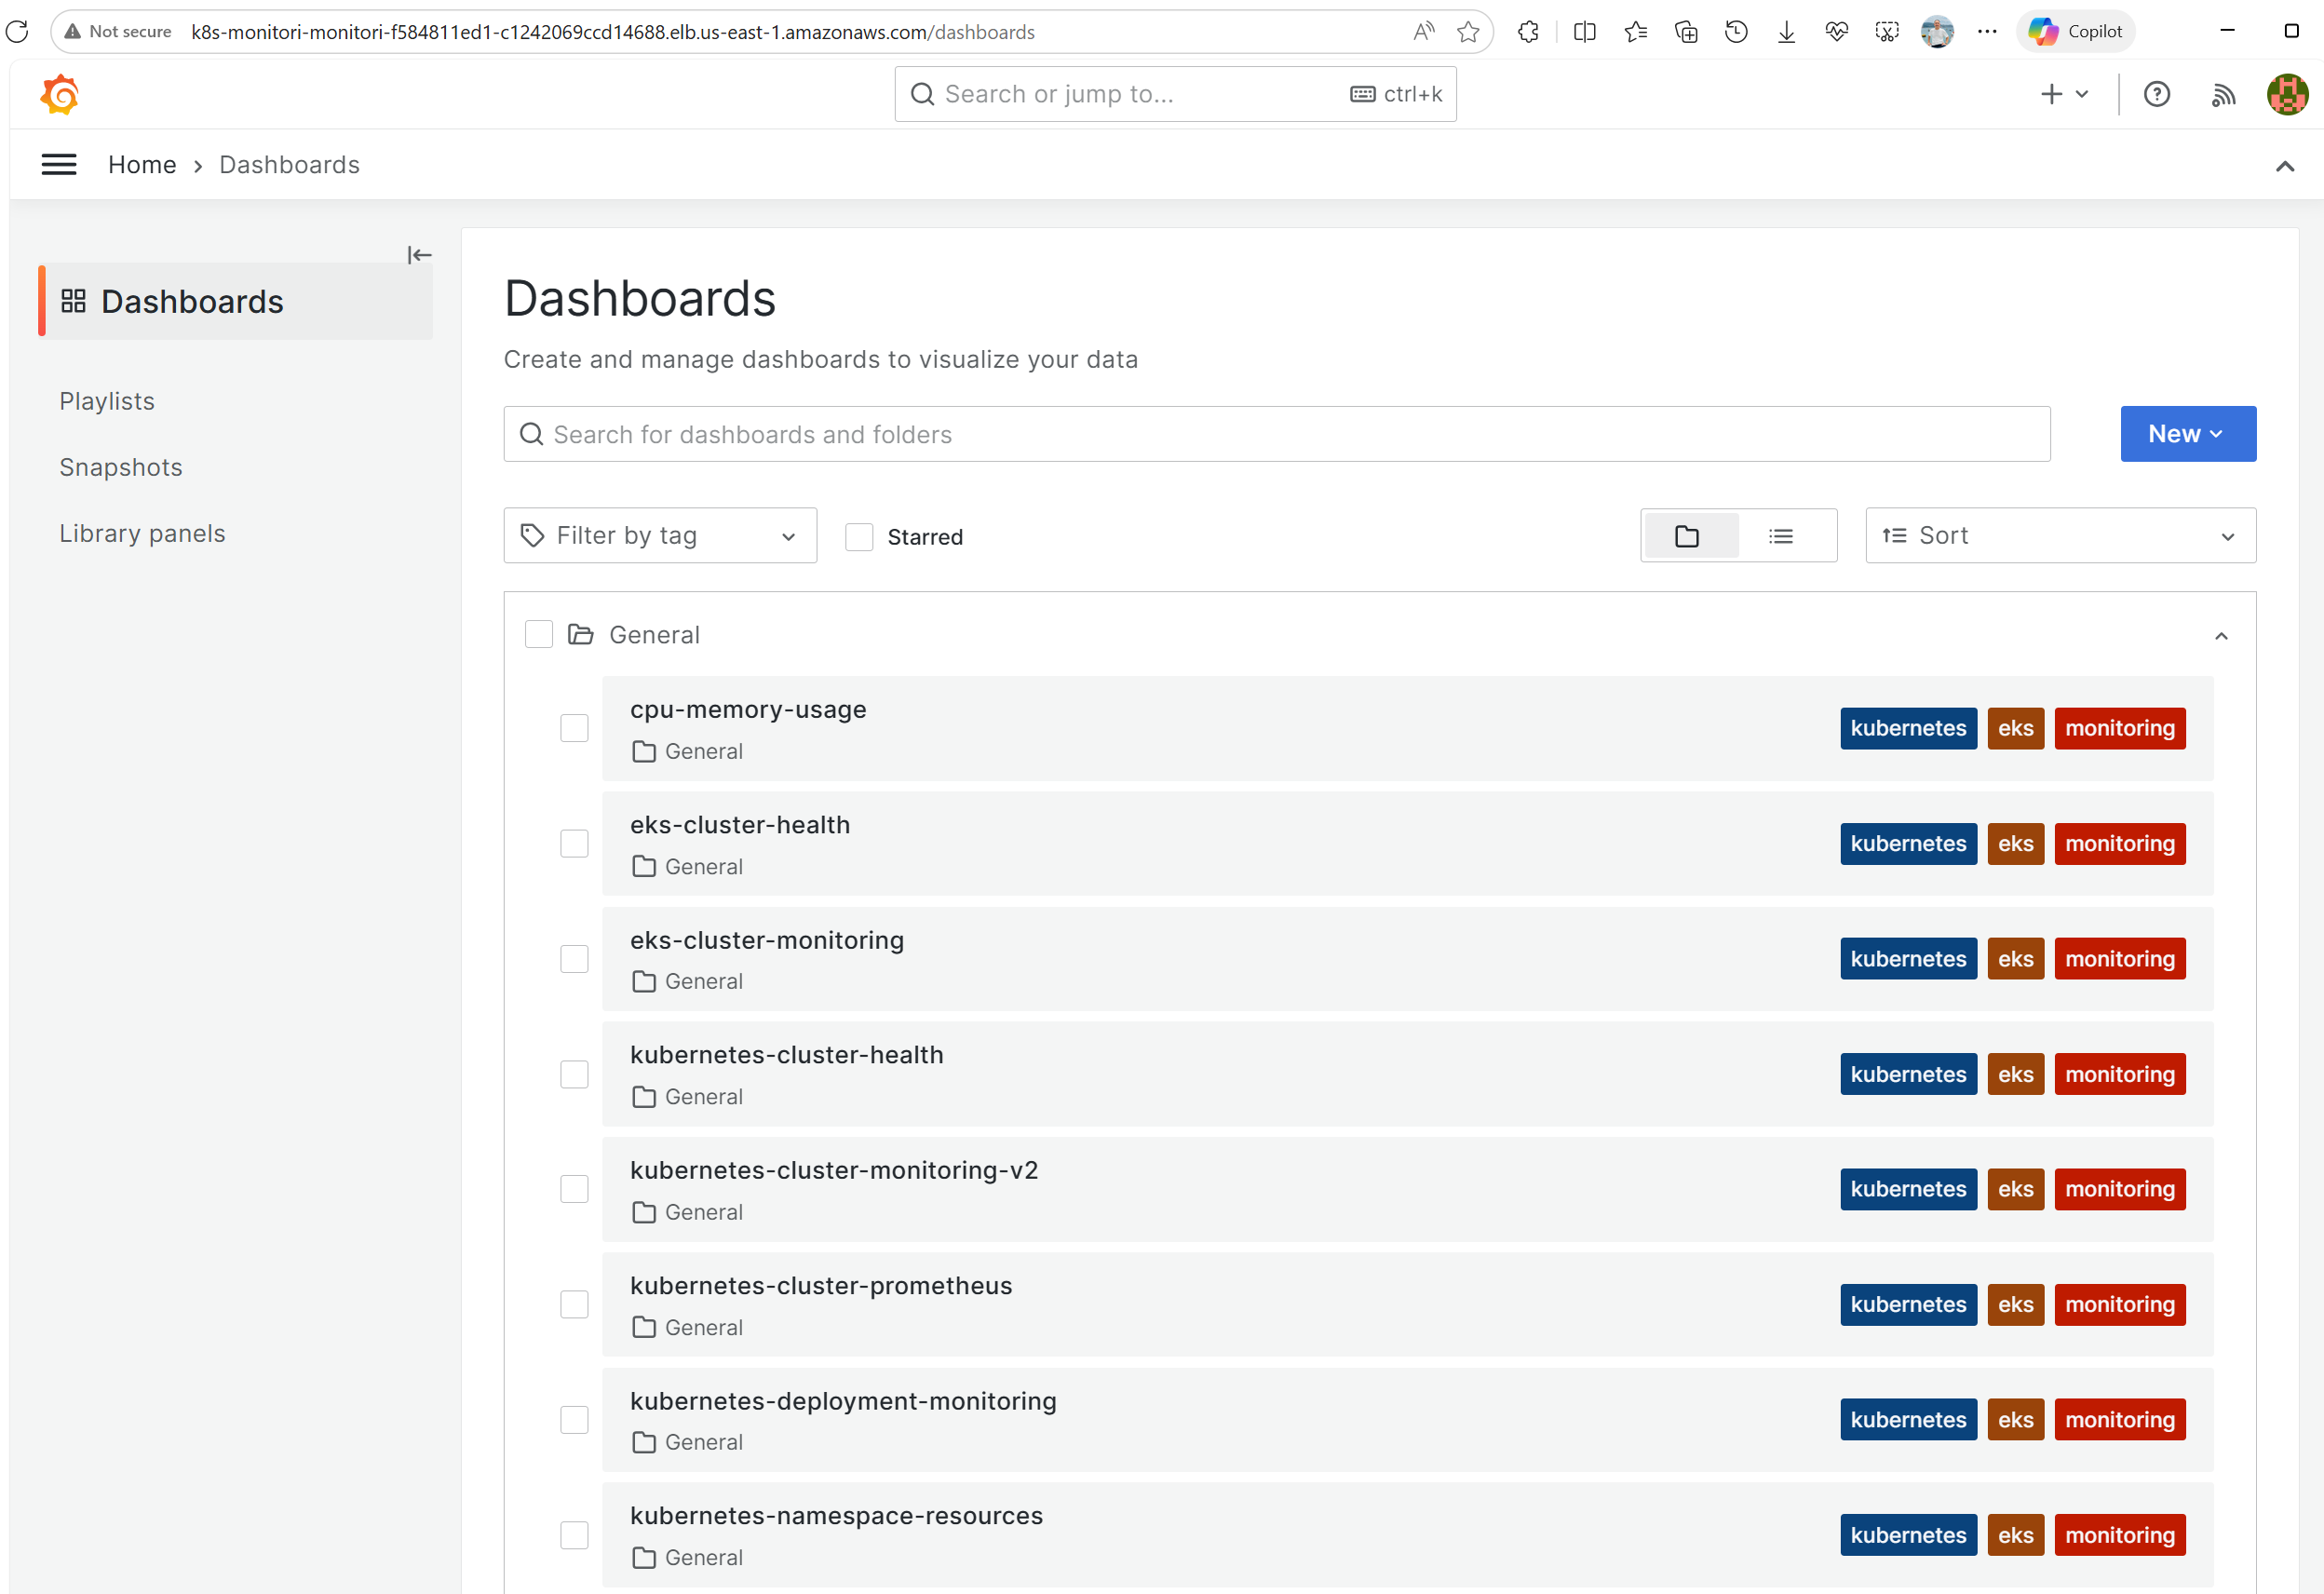 Not secure k8s-monitori-monitori-f584811ed1-c1242069ccd14688.elb.us-east-1.amazonaws.com/dashboards Copilot
Search or jump to... ctrl+k
Home Dashboards
Dashboards
Playlists
Snapshots
Library panels
Dashboards
Create and manage dashboards to visualize your data
Search for dashboards and folders New
Filter by tag Starred Sort
General
cpu-memory-usage
General
kubernetes eks monitoring
eks-cluster-health
General
kubernetes eks monitoring
eks-cluster-monitoring
General
kubernetes eks monitoring
kubernetes-cluster-health
General
kubernetes eks monitoring
kubernetes-cluster-monitoring-v2
General
kubernetes eks monitoring
kubernetes-cluster-prometheus
General
kubernetes eks monitoring
kubernetes-deployment-monitoring
General
kubernetes eks monitoring
kubernetes-namespace-resources
General
kubernetes eks monitoring